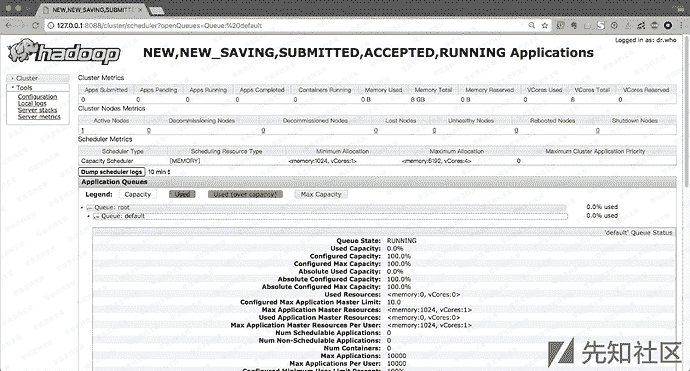 NEW,NEW_SAVING,SUBMITTED
127.0.0.1:8088/cluster/scheduler?openQueues=Queue:%20default
Logged in as: dr.who
hadoop
NEW,NEW_SAVING,SUBMITTED,ACCEPTED,RUNNING Applications
Cluster
Tools
Configuration
Local logs
Server stacks
Server metrics
Cluster Metrics
Apps Submitted Apps Pending Apps Running Apps Completed Containers Running Memory Used Memory Total Memory Reserved VCores Used VCores Total VCores Reserved
0 0 0 0 0 0 B 8 GB 0 B 0 8 0
Cluster Nodes Metrics
Active Nodes Decommissioning Nodes Decommissioned Nodes Lost Nodes Unhealthy Nodes Rebooted Nodes Shutdown Nodes
1 0 0 0 0 0 0
Scheduler Metrics
Scheduler Type Scheduling Resource Type Minimum Allocation Maximum Allocation Maximum Cluster Application Priority
Capacity Scheduler [MEMORY] <memory:1024, vCores:1> <memory:8192, vCores:4> 0
Dump scheduler logs 10 min
Application Queues
Legend: Capacity Used Used (over capacity) Max Capacity
Queue: root 0.0% used
Queue: default 0.0% used
'default' Queue Status
Queue State: RUNNING
Used Capacity: 0.0%
Configured Capacity: 100.0%
Configured Max Capacity: 100.0%
Absolute Used Capacity: 0.0%
Absolute Configured Capacity: 100.0%
Absolute Configured Max Capacity: 100.0%
Used Resources: <memory:0, vCores:0>
Configured Max Application Master Limit: 10.0
Max Application Master Resources: <memory:1024, vCores:1>
Used Application Master Resources: <memory:0, vCores:0>
Max Application Master Resources Per User: <memory:1024, vCores:1>
Num Schedulable Applications: 0
Num Non-Schedulable Applications: 0
Num Containers: 0
Max Applications: 10000
Max Applications Per User: 10000
Configured Minimum User Limit Percent: 100%
先知社区